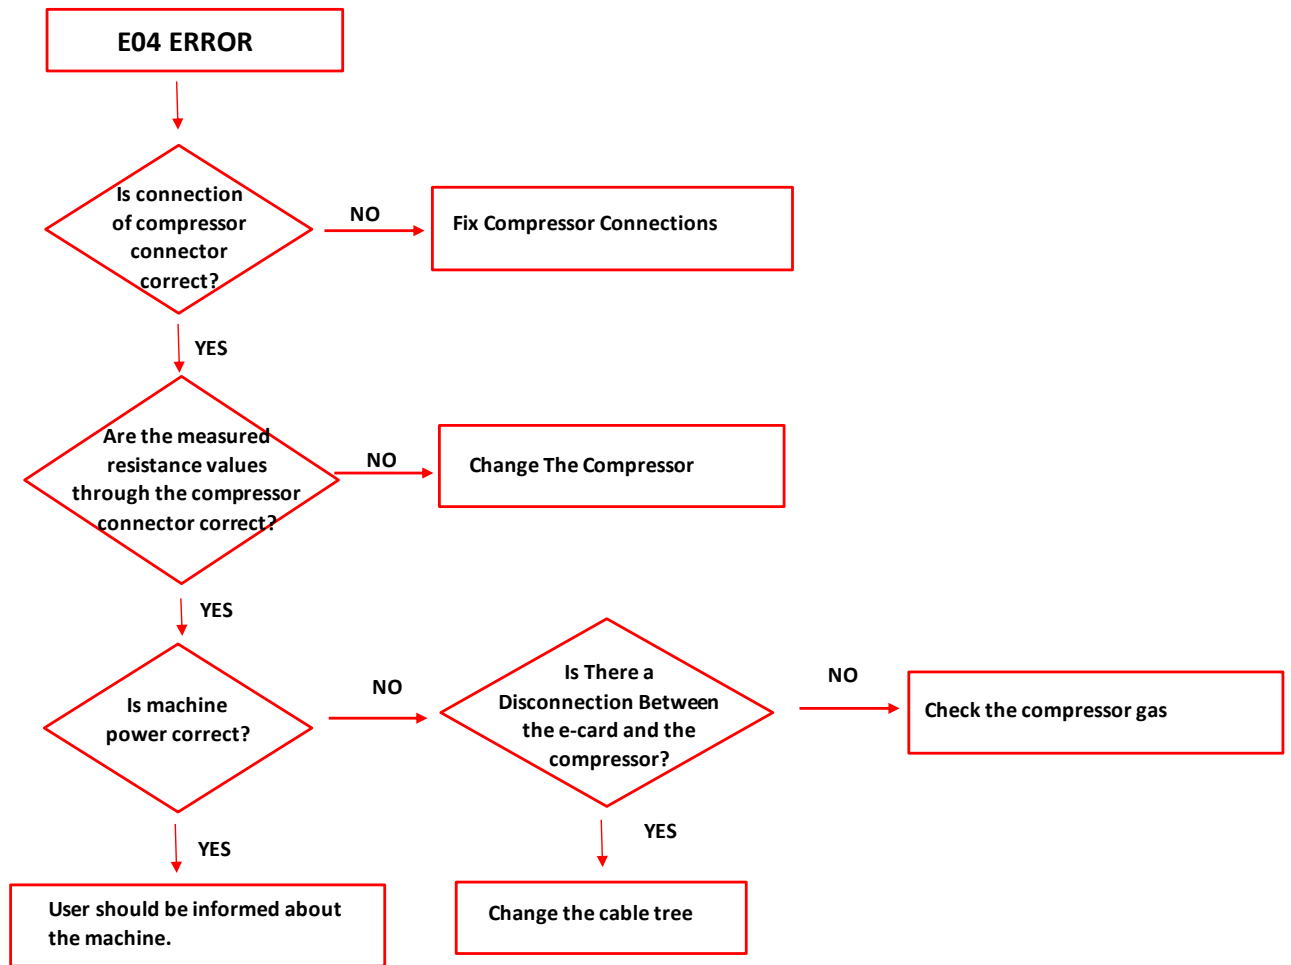 E04 ERROR
Is connection
of compressor
connector
correct?
NO
Fix Compressor Connections
YES
Are the measured
resistance values
through the compressor
connector correct?
NO
Change The Compressor
YES
Is machine
power correct?
NO
Is There a
Disconnection Between
the e-card and the
compressor?
NO
Check the compressor gas
YES
User should be informed about
the machine.
YES
Change the cable tree